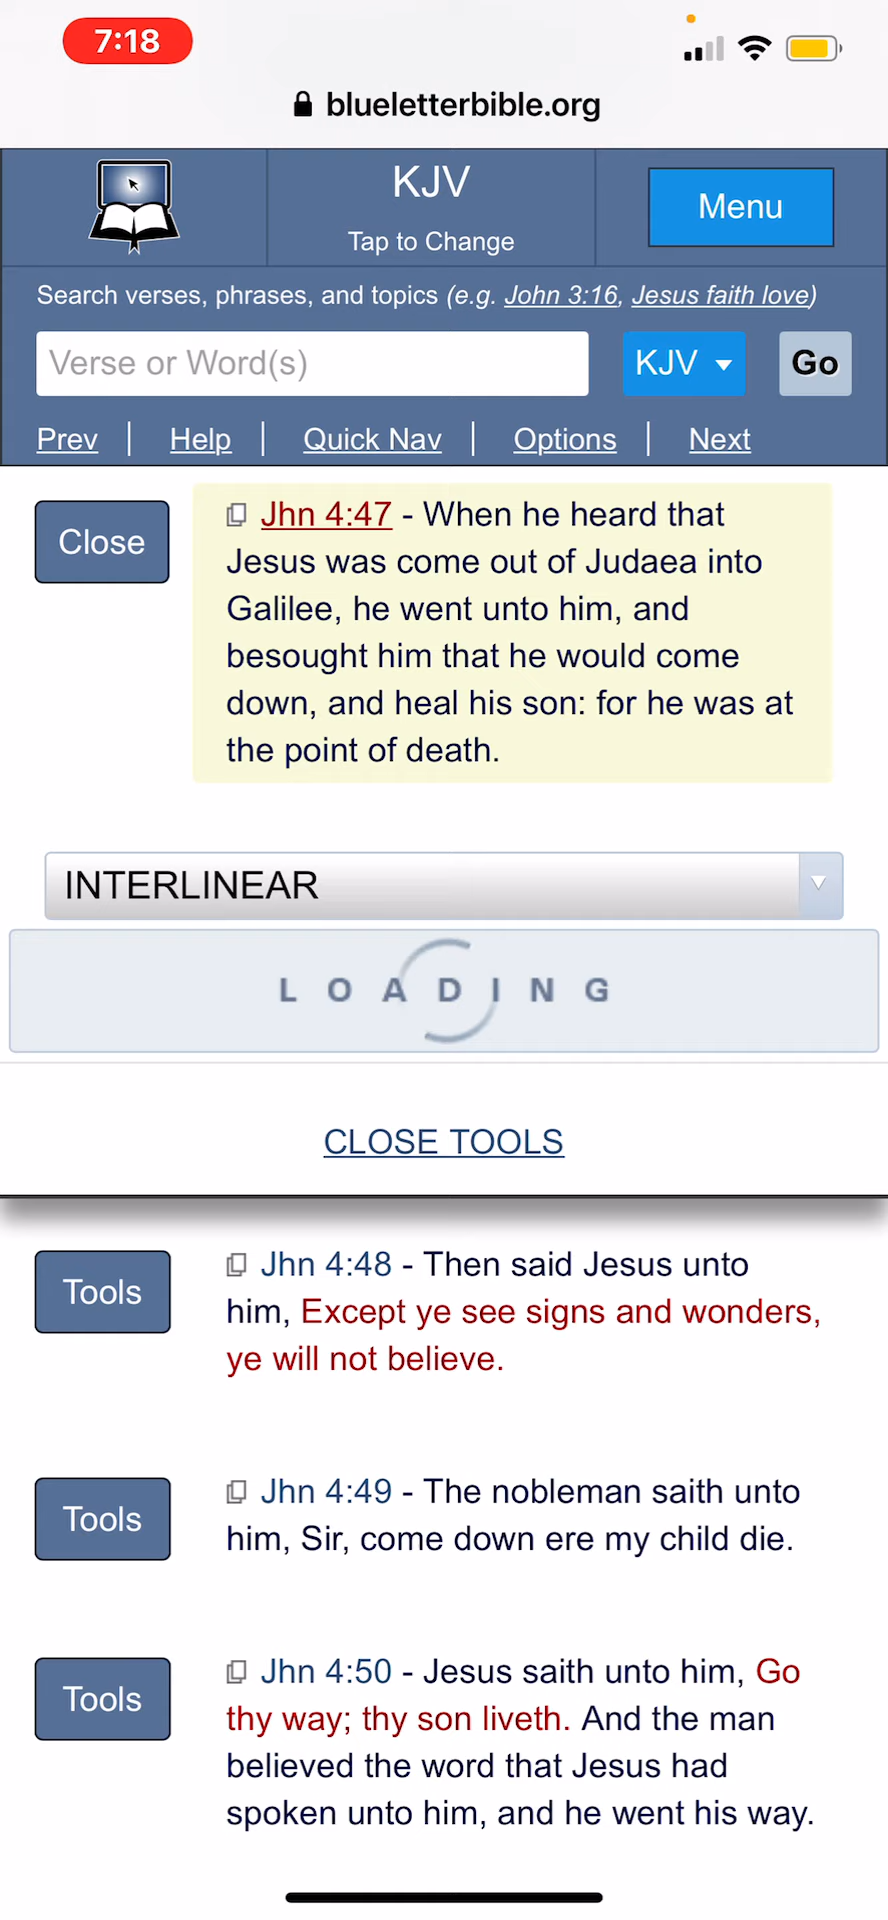 7:18
blueletterbible.org
KJV
Tap to Change
Menu
Search verses, phrases, and topics (e.g. John 3:16, Jesus faith love)
Verse or Word(s)
KJV
Go
Prev | Help | Quick Nav | Options | Next
Close
Jhn 4:47 - When he heard that
Jesus was come out of Judaea into
Galilee, he went unto him, and
besought him that he would come
down, and heal his son: for he was at
the point of death.
INTERLINEAR
LOADING
CLOSE TOOLS
Tools
Jhn 4:48 - Then said Jesus unto
him, Except ye see signs and wonders,
ye will not believe.
Tools
Jhn 4:49 - The nobleman saith unto
him, Sir, come down ere my child die.
Tools
Jhn 4:50 - Jesus saith unto him, Go
thy way; thy son liveth. And the man
believed the word that Jesus had
spoken unto him, and he went his way.